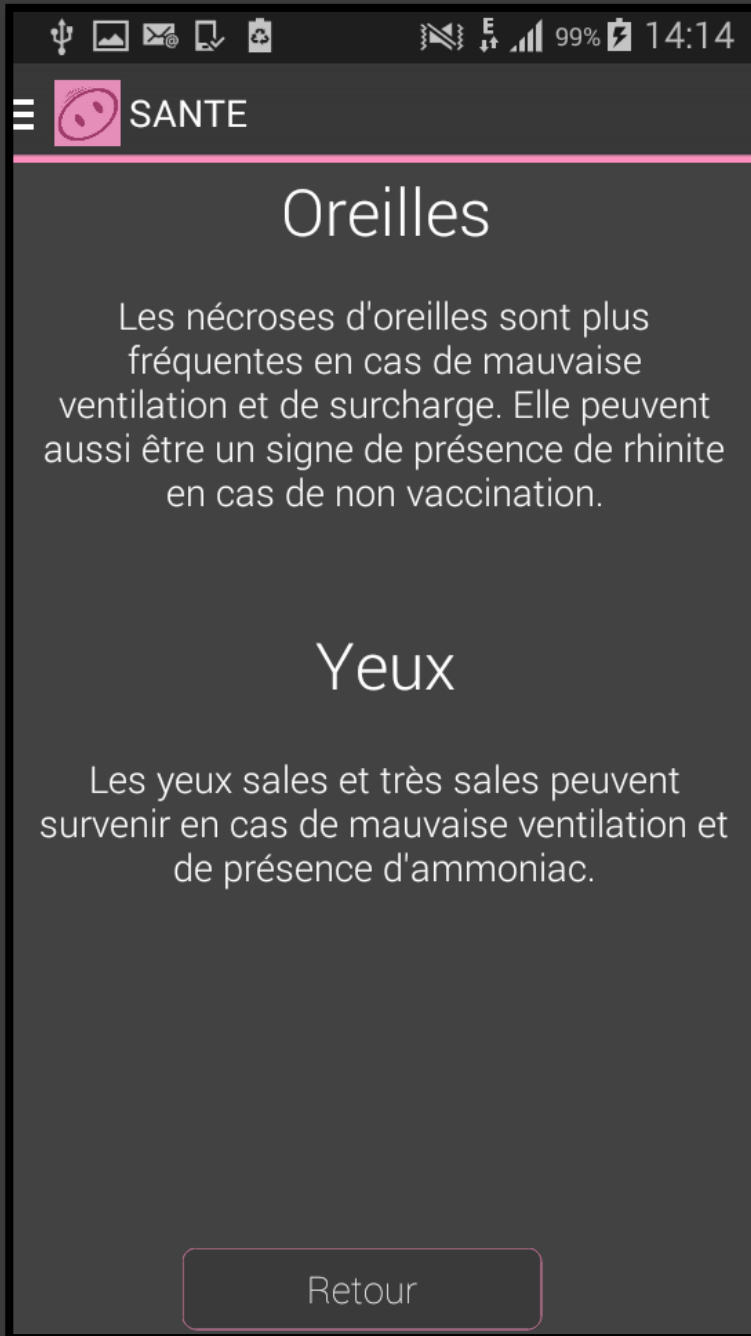 E 99% 14:14
SANTE
Oreilles
Les nécroses d'oreilles sont plus
fréquentes en cas de mauvaise
ventilation et de surcharge. Elle peuvent
aussi être un signe de présence de rhinite
en cas de non vaccination.
Yeux
Les yeux sales et très sales peuvent
survenir en cas de mauvaise ventilation et
de présence d'ammoniac.
Retour